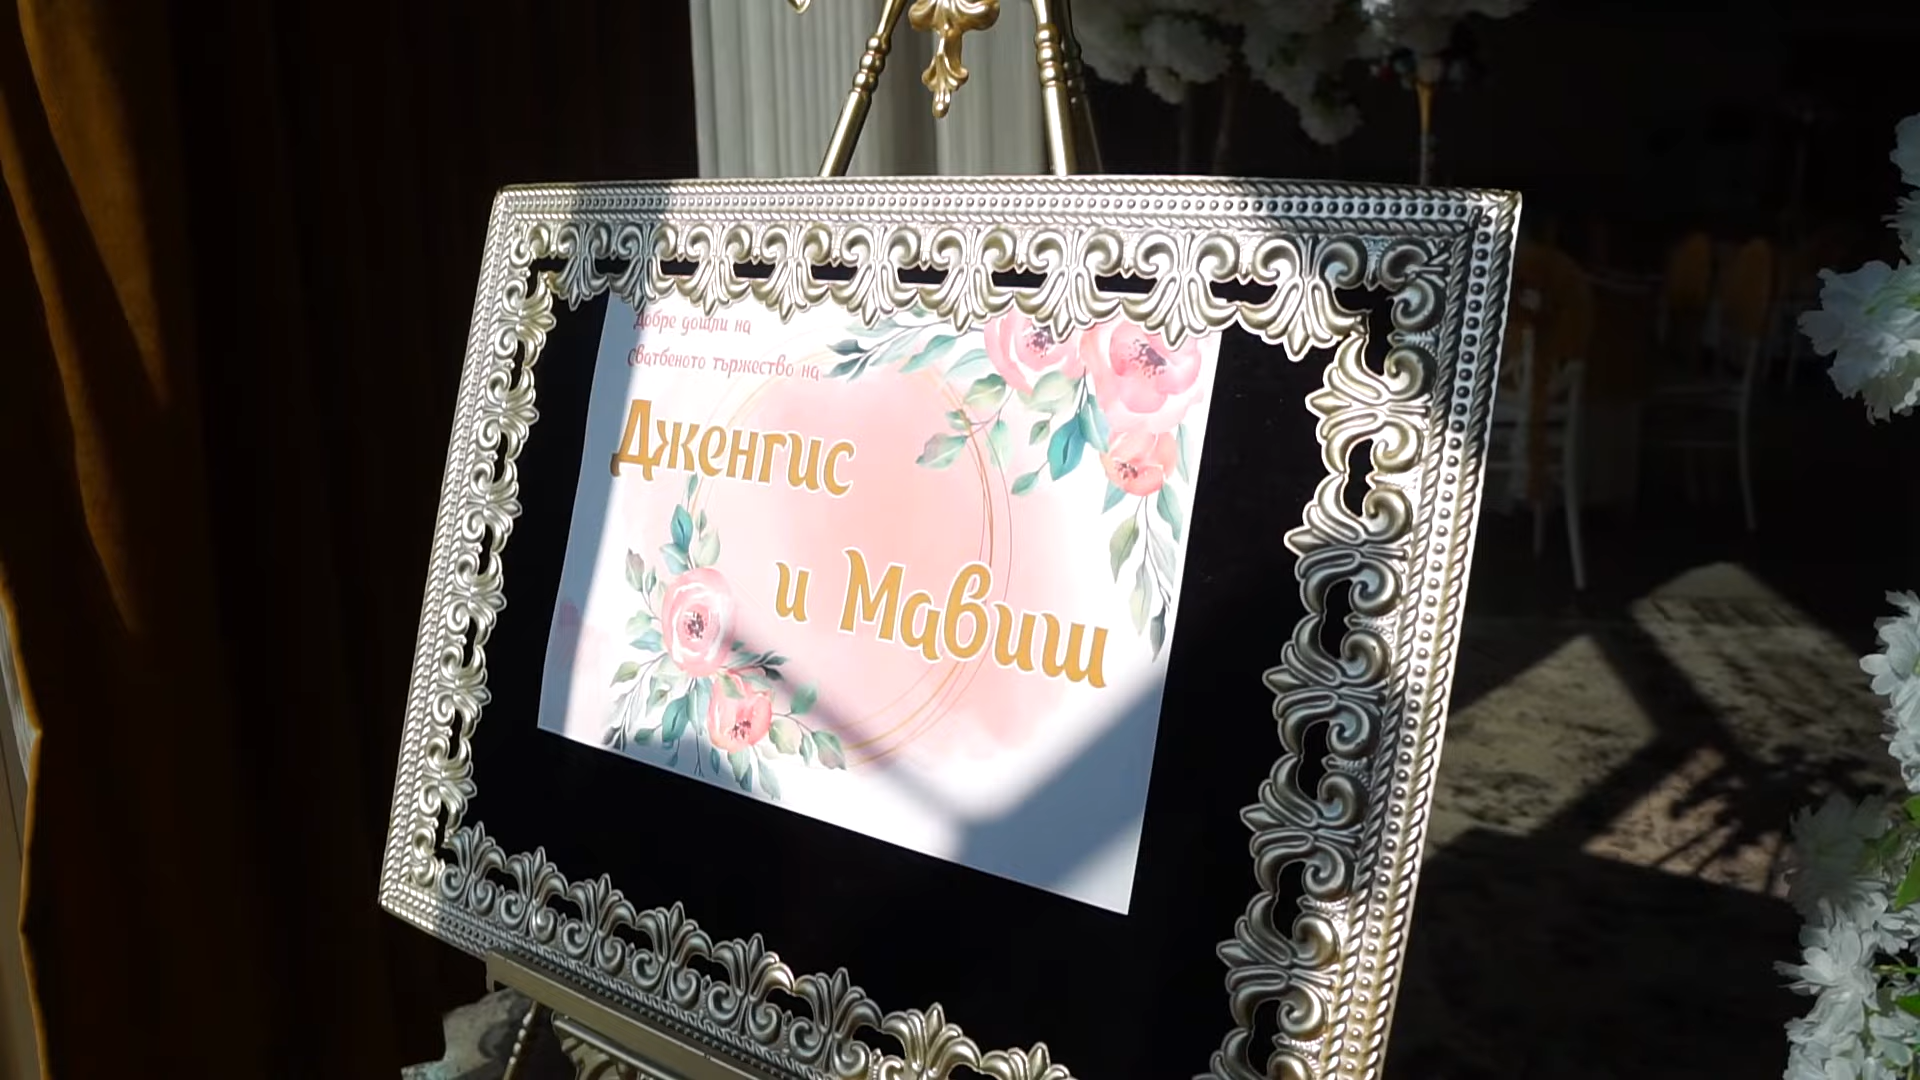 Добре дошли на
Сватбеното тържество на
Дженгис
и Мавиш